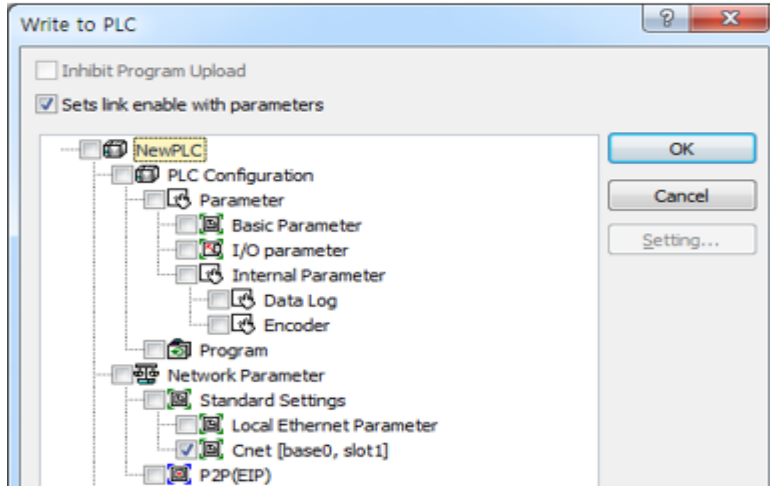 Write to PLC
Inhibit Program Upload
Sets link enable with parameters
NewPLC
PLC Configuration
Parameter
Basic Parameter
I/O parameter
Internal Parameter
Data Log
Encoder
Program
Network Parameter
Standard Settings
Local Ethernet Parameter
Cnet [base0, slot1]
P2P(EIP)
OK
Cancel
Setting...